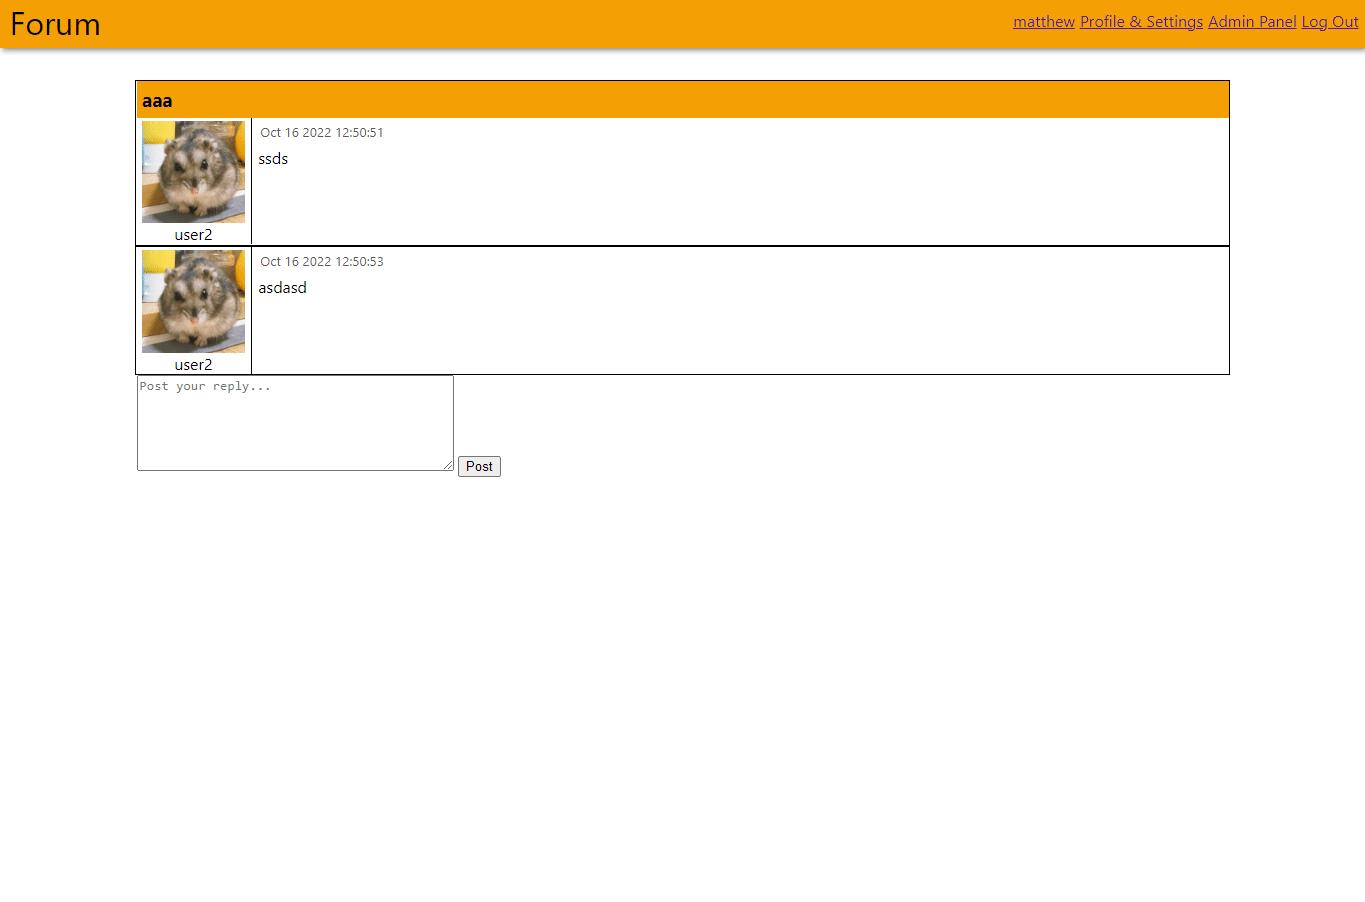 Forum
matthew Profile & Settings Admin Panel Log Out
aaa
Oct 16 2022 12:50:51
ssds
user2
Oct 16 2022 12:50:53
asdasd
user2
Post your reply...
Post